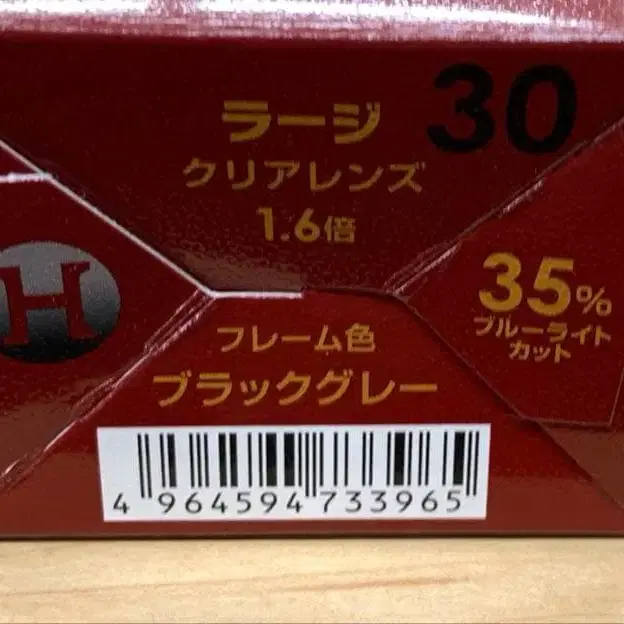 ラージ
30
クリアレンズ
1.6倍
H
35%
ブルーライト
カット
フレーム色
ブラックグレー
4 964594 733965